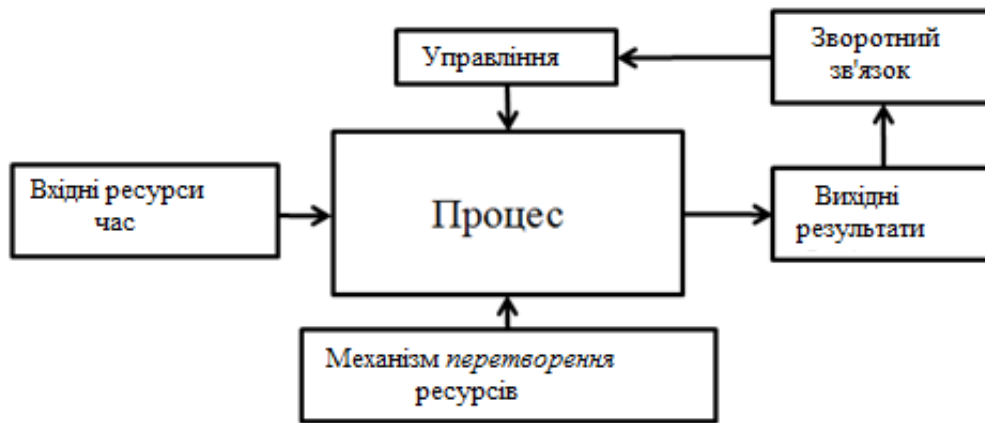 Управління
Зворотний
зв'язок
Вхідні ресурси
час
Процес
Вихідні
результати
Механізм перетворення
ресурсів